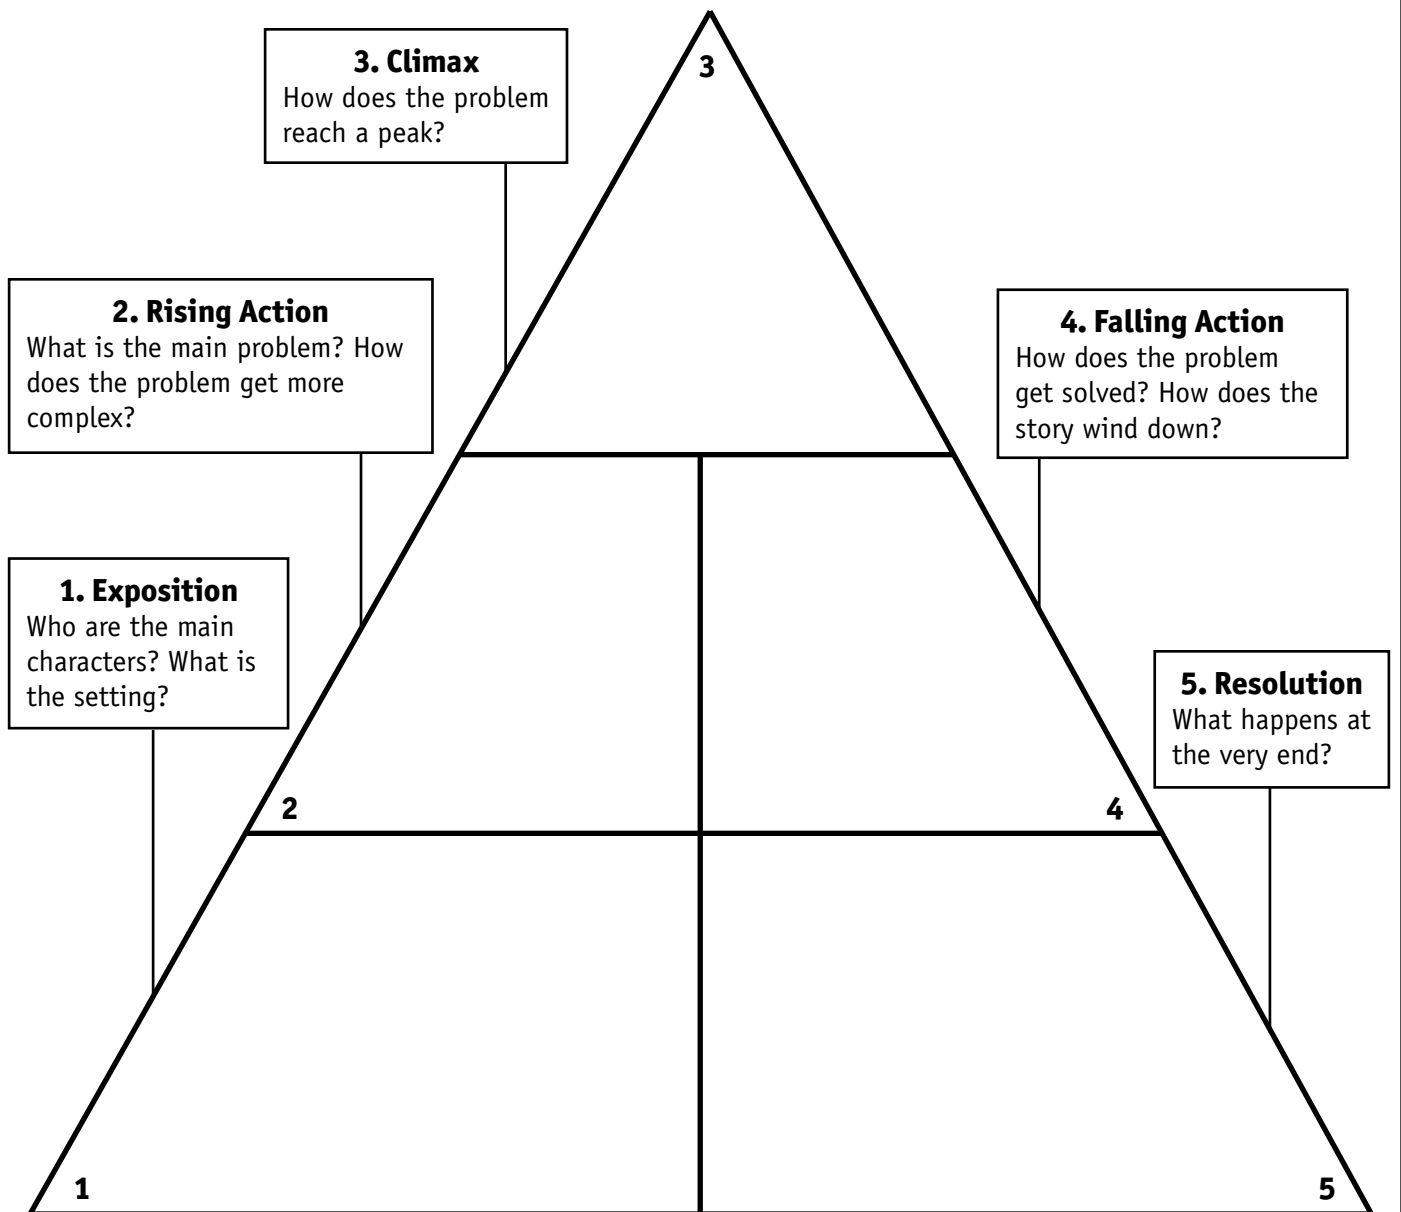 3. Climax
How does the problem
reach a peak?
3
2. Rising Action
What is the main problem? How
does the problem get more
complex?
4. Falling Action
How does the problem
get solved? How does the
story wind down?
1. Exposition
Who are the main
characters? What is
the setting?
5. Resolution
What happens at
the very end?
2
4
1
5